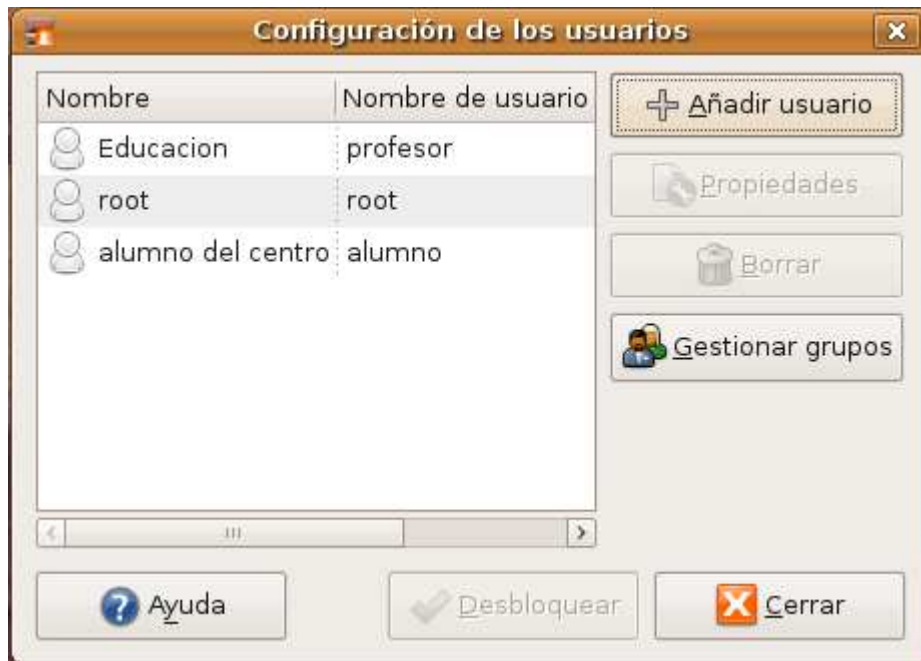 Configuración de los usuarios
Nombre Nombre de usuario
Educacion profesor
root root
alumno del centro alumno
Añadir usuario
Propiedades
Borrar
Gestionar grupos
Ayuda Desbloquear Cerrar